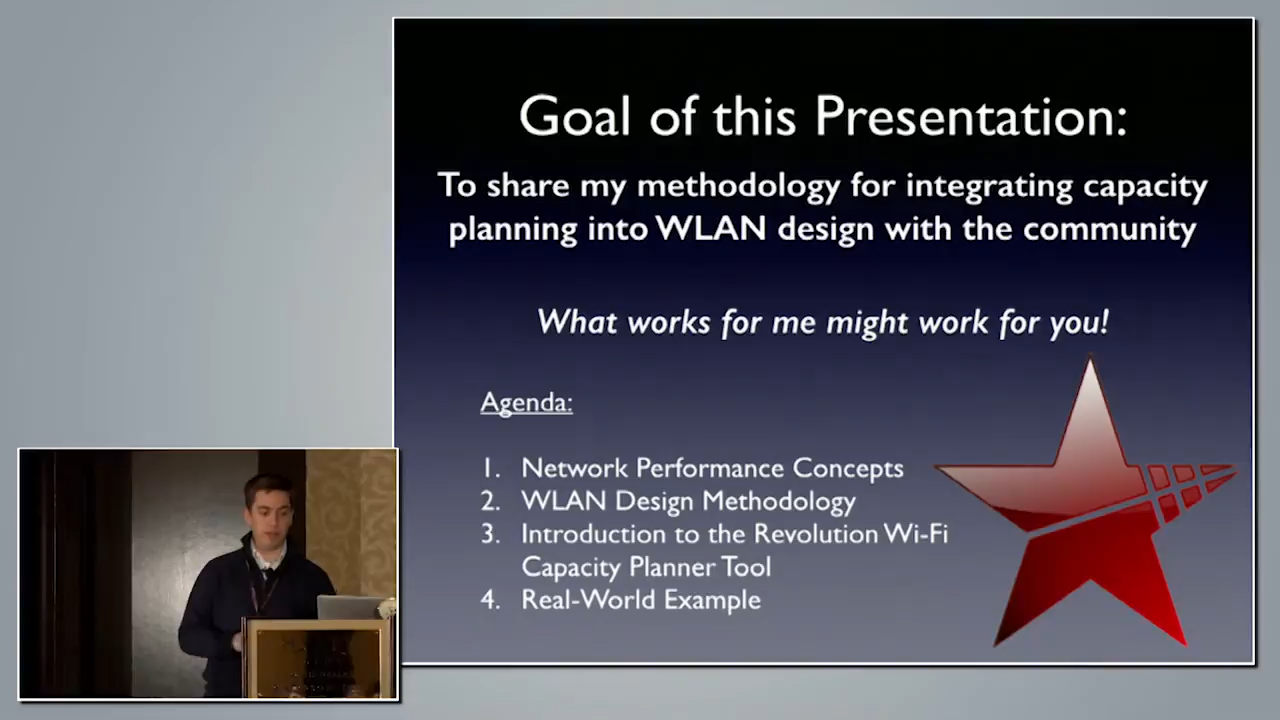 Goal of this Presentation:
To share my methodology for integrating capacity
planning into WLAN design with the community
What works for me might work for you!
Agenda:
1. Network Performance Concepts
2. WLAN Design Methodology
3. Introduction to the Revolution Wi-Fi
Capacity Planner Tool
4. Real-World Example